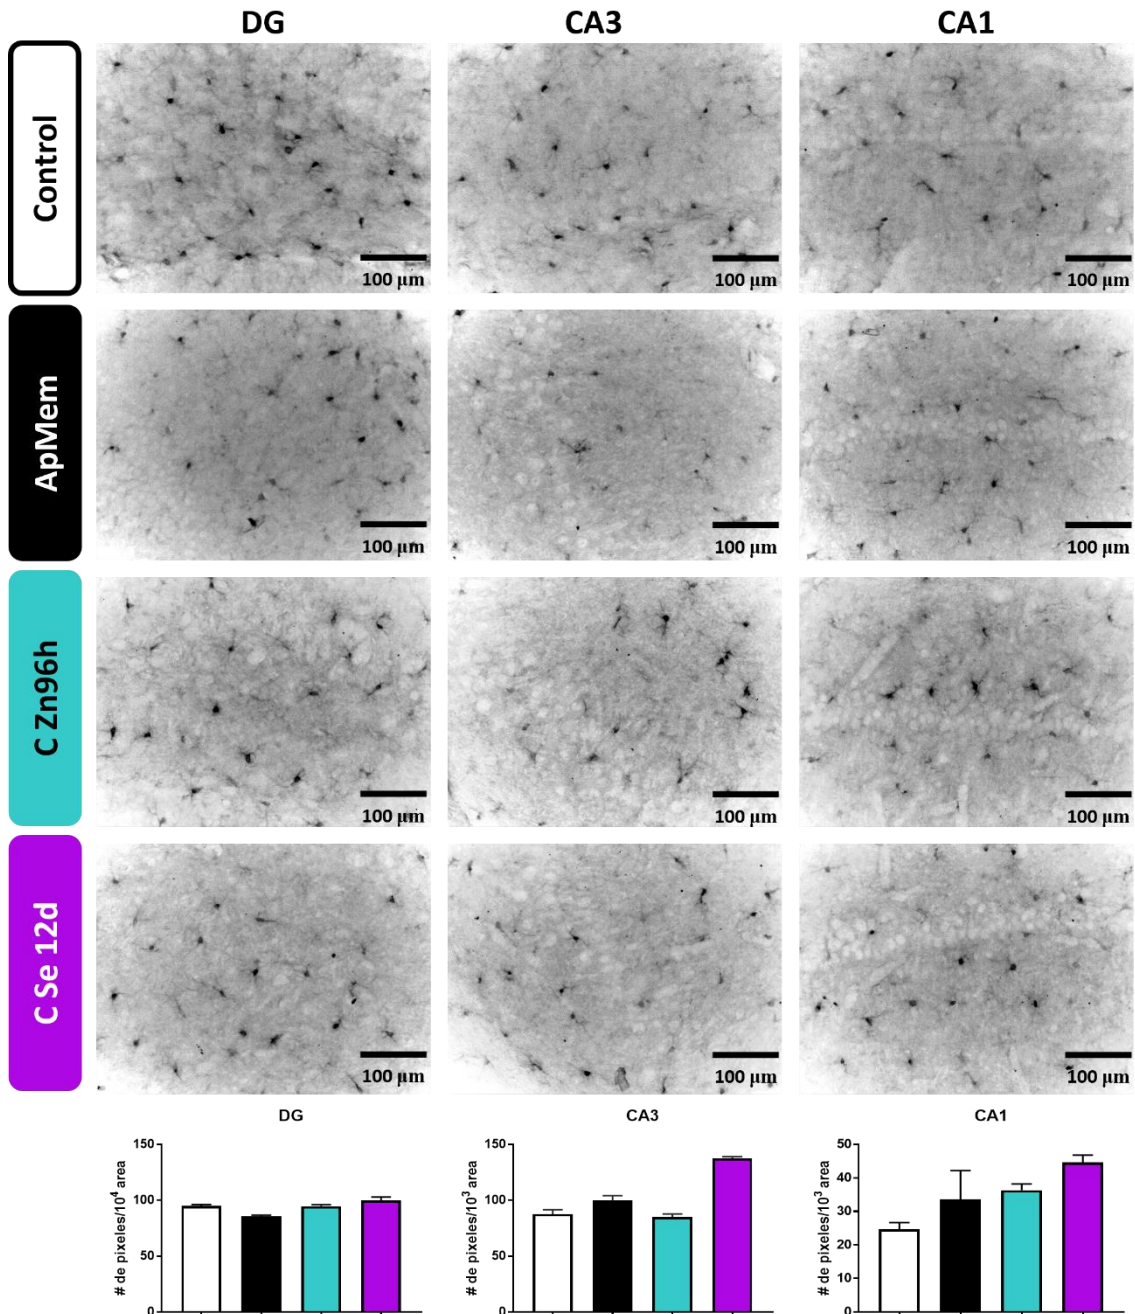 DG CA3 CA1
Control
100 µm 100 µm 100 µm
ApMem
100 µm 100 µm 100 µm
C Zn96h
100 µm 100 µm 100 µm
C Se 12d
100 µm 100 µm 100 µm
DG
# de pixeles/10⁴ area
150
100
50
0
CA3
# de pixeles/10³ area
150
100
50
0
CA1
# de pixeles/10³ area
50
40
30
20
10
0